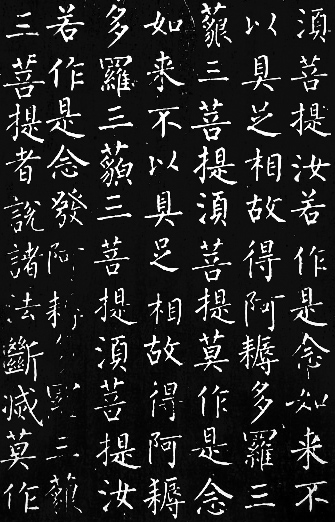 須菩提汝若作是念如来不
以具足相故得阿耨多羅三
藐三菩提須菩提莫作是念
如来不以具足相故得阿耨
多羅三藐三菩提須菩提汝
若作是念發阿耨多羅三藐
三菩提者說諸法斷滅莫作